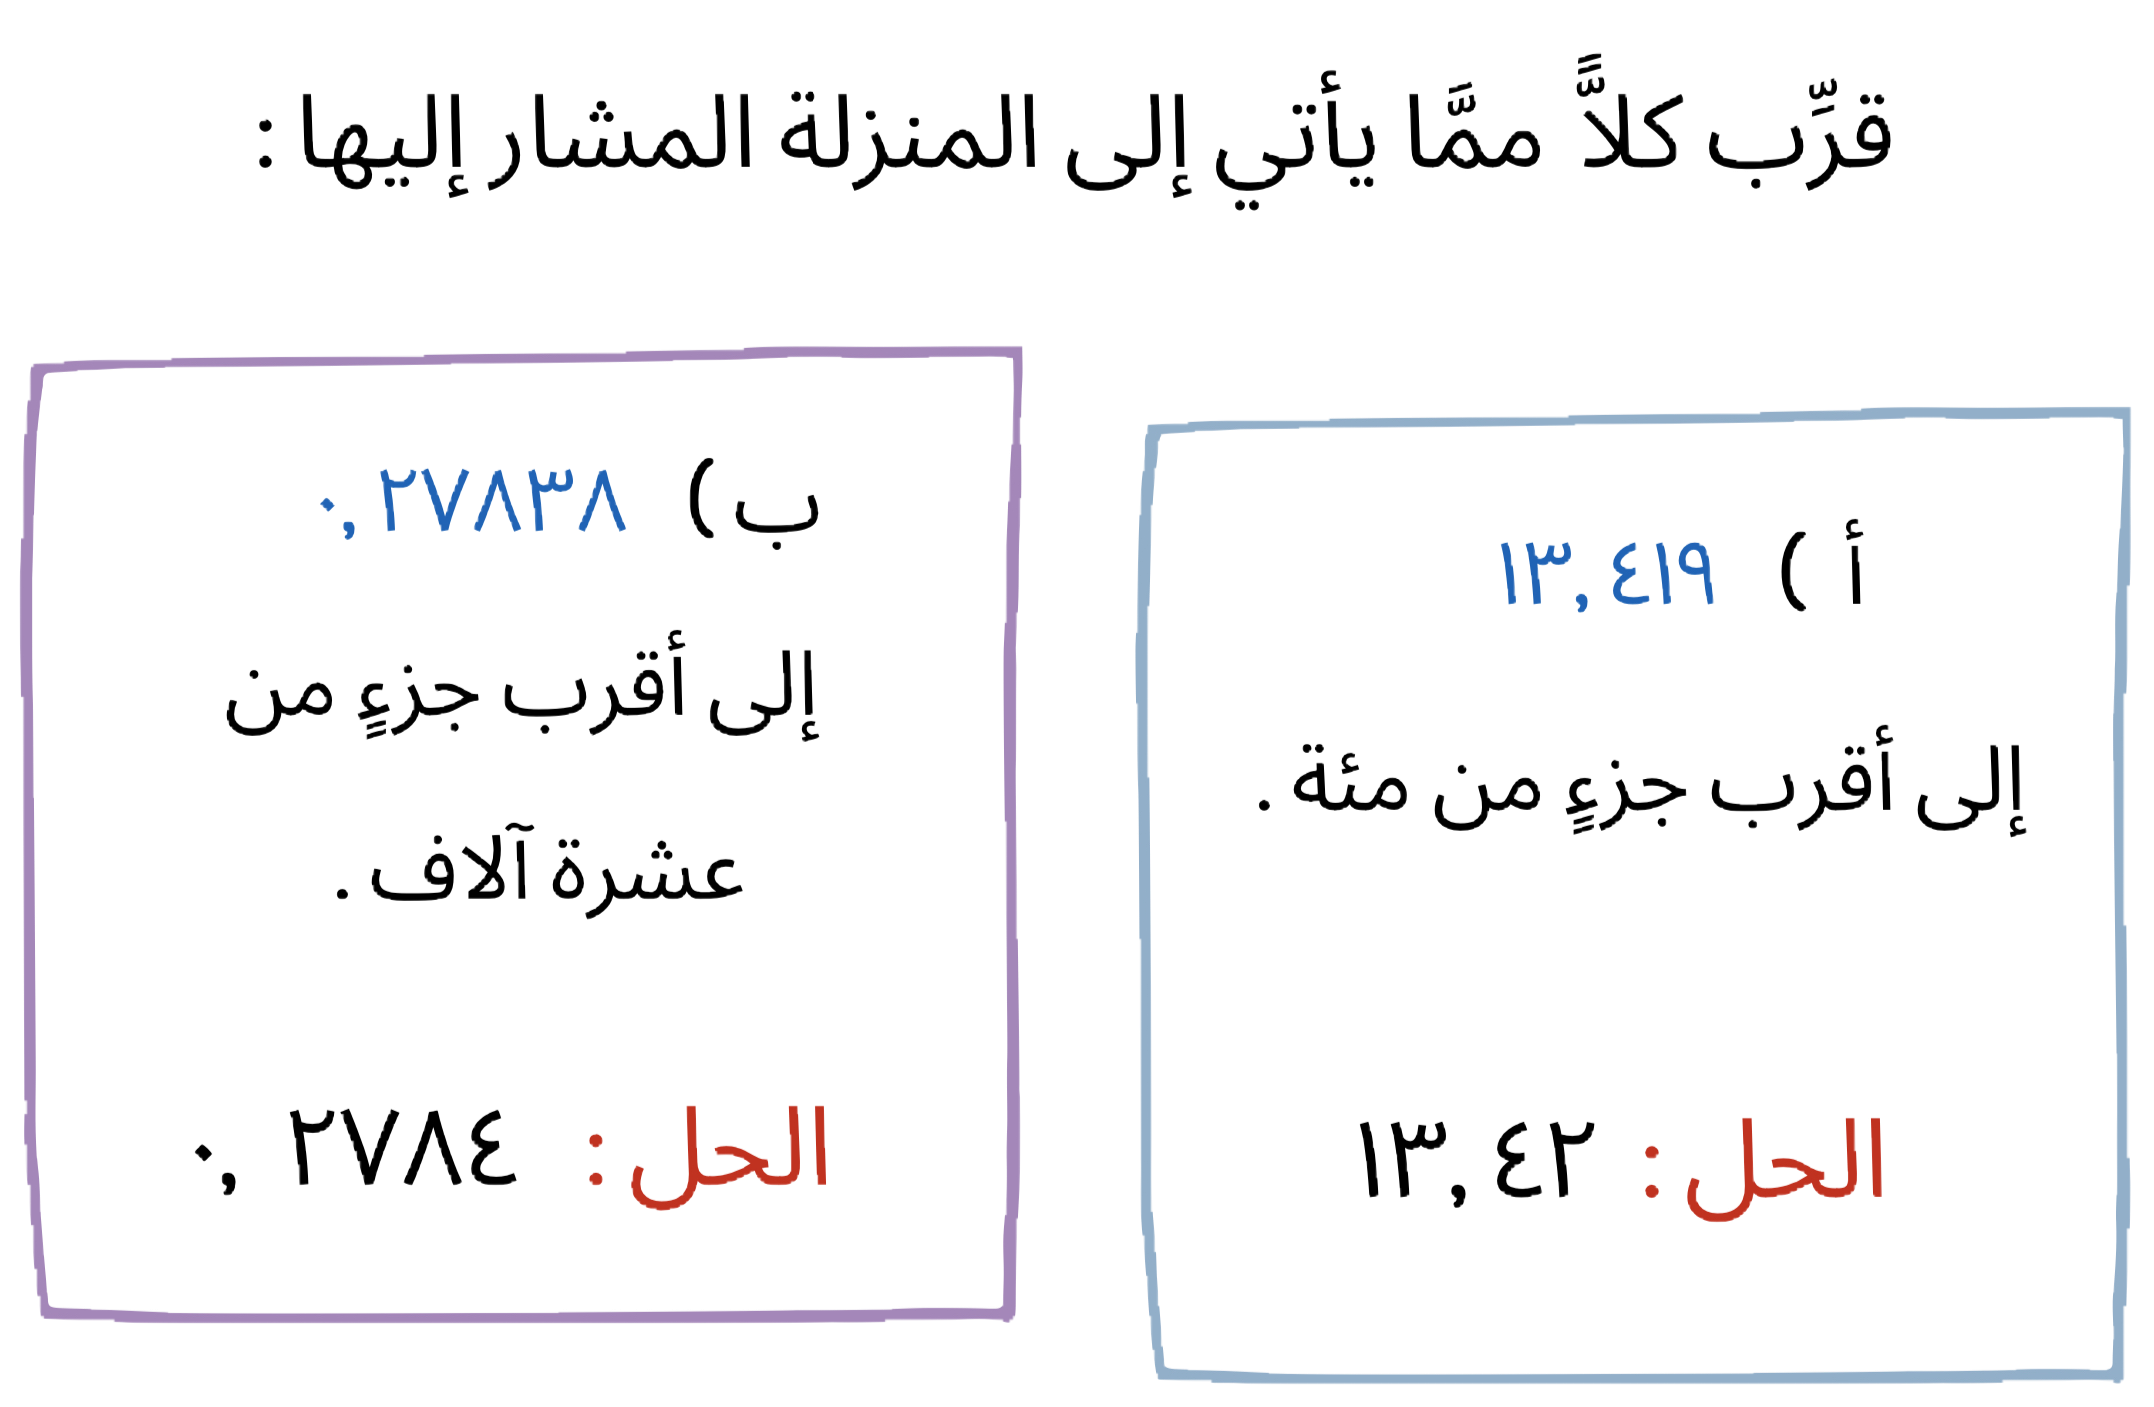 قرِّب كلاًّ ممَّا يأتي إلى المنزلة المشار إليها :
أ ) ١٣,٤١٩
إلى أقرب جزءٍ من مئة .
الحل : ١٣,٤٢
ب) ٠,٢٧٨٣٨
إلى أقرب جزءٍ من
عشرة آلاف .
الحل : ٠, ٢٧٨٤